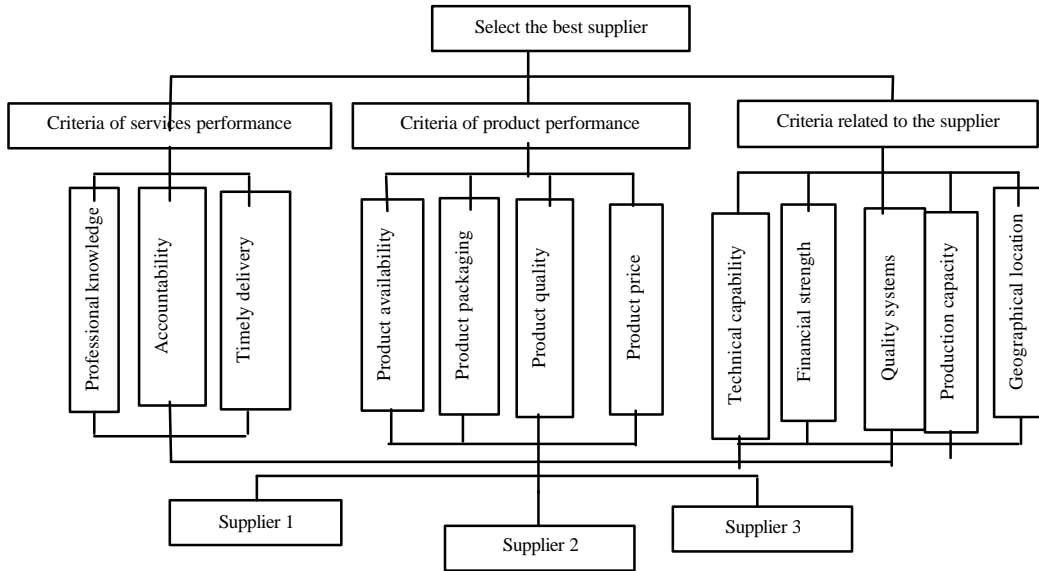 Select the best supplier
Criteria of services performance
Criteria of product performance
Criteria related to the supplier
Professional knowledge
Accountability
Timely delivery
Product availability
Product packaging
Product quality
Product price
Technical capability
Financial strength
Quality systems
Production capacity
Geographical location
Supplier 1
Supplier 2
Supplier 3